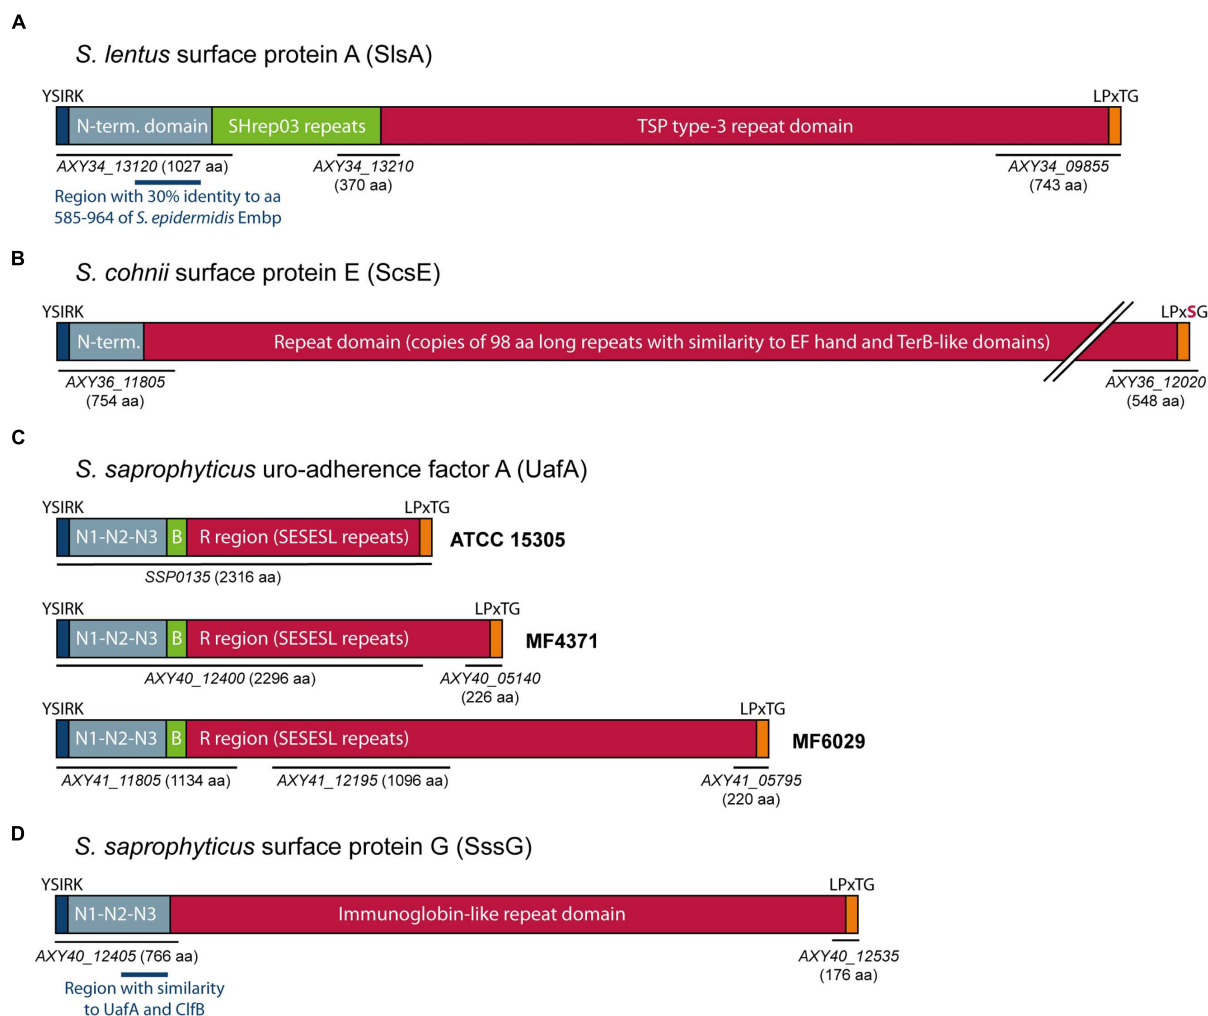 A
S. lentus surface protein A (SlsA)
YSIRK
LPxTG
N-term. domain
SHrep03 repeats
TSP type-3 repeat domain
AXY34_13120 (1027 aa)
AXY34_13210
(370 aa)
AXY34_09855
(743 aa)
Region with 30% identity to aa
585-964 of S. epidermidis Embp
B
S. cohnii surface protein E (ScsE)
YSIRK
LPxSG
N-term.
Repeat domain (copies of 98 aa long repeats with similarity to EF hand and TerB-like domains)
AXY36_11805
(754 aa)
AXY36_12020
(548 aa)
C
S. saprophyticus uro-adherence factor A (UafA)
YSIRK
LPxTG
N1-N2-N3
B
R region (SESESL repeats)
ATCC 15305
SSP0135 (2316 aa)
YSIRK
LPxTG
N1-N2-N3
B
R region (SESESL repeats)
MF4371
AXY40_12400 (2296 aa)
AXY40_05140
(226 aa)
YSIRK
LPxTG
N1-N2-N3
B
R region (SESESL repeats)
MF6029
AXY41_11805 (1134 aa)
AXY41_12195 (1096 aa)
AXY41_05795
(220 aa)
D
S. saprophyticus surface protein G (SssG)
YSIRK
LPxTG
N1-N2-N3
Immunoglobin-like repeat domain
AXY40_12405 (766 aa)
AXY40_12535
(176 aa)
Region with similarity
to UafA and ClfB